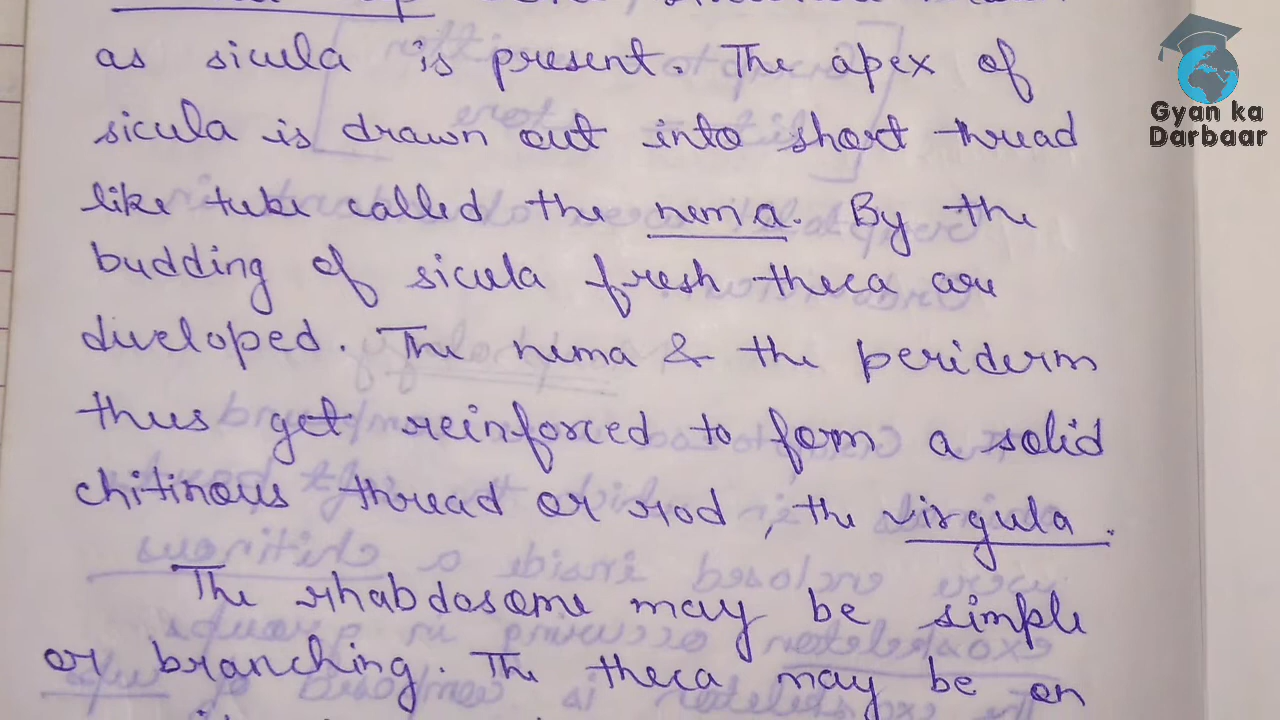 as sicula is present. The apex of
sicula is drawn out into short thread
like tube called the nema. By the
budding of sicula fresh theca are
developed. The nema & the periderm
thus get reinforced to form a solid
chitinous thread or rod, the virgula.
The rhabdosome may be simple
or branching. The theca may be on
Gyan ka
Darbaar